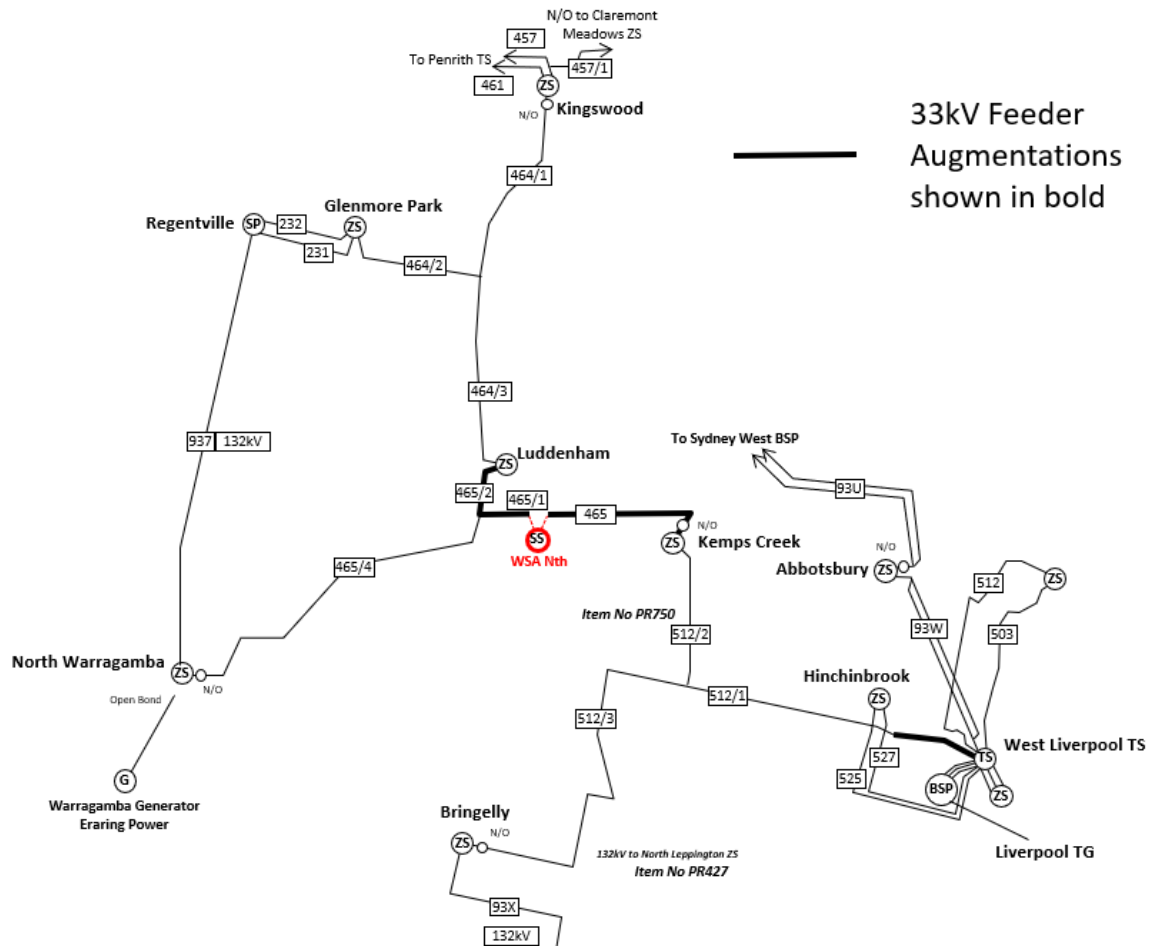 N/O to Claremont
Meadows ZS
457
To Penrith TS
457/1
461
ZS
N/O
Kingswood
33kV Feeder
Augmentations
shown in bold
464/1
Glenmore Park
Regentville
SP
232
ZS
231
464/2
464/3
937
132kV
To Sydney West BSP
Luddenham
ZS
465/2
465/1
465
93U
N/O
ZS
Kemps Creek
SS
WSA Nth
N/O
Abbotsbury
ZS
465/4
512
ZS
Item No PR750
512/2
93W
503
North Warragamba
ZS
N/O
Open Bond
Hinchinbrook
ZS
512/1
512/3
527
525
West Liverpool TS
TS
BSP
ZS
G
Warragamba Generator
Eraring Power
Bringelly
ZS
N/O
Liverpool TG
132kV to North Leppington ZS
Item No PR427
93X
132kV